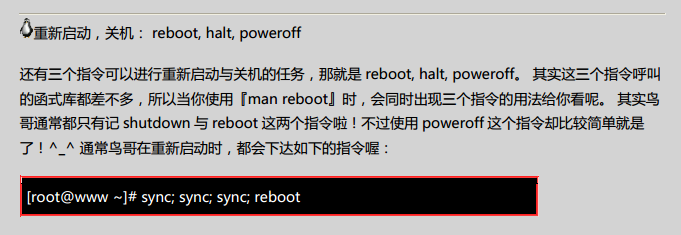 重新启动，关机： reboot, halt, poweroff
还有三个指令可以进行重新启动与关机的任务，那就是 reboot, halt, poweroff。 其实这三个指令呼叫
的函式库都差不多，所以当你使用『man reboot』时，会同时出现三个指令的用法给你看呢。 其实鸟
哥通常都只有记 shutdown 与 reboot 这两个指令啦！不过使用 poweroff 这个指令却比较简单就是
了！^_^ 通常鸟哥在重新启动时，都会下达如下的指令喔：
[root@www ~]# sync; sync; sync; reboot